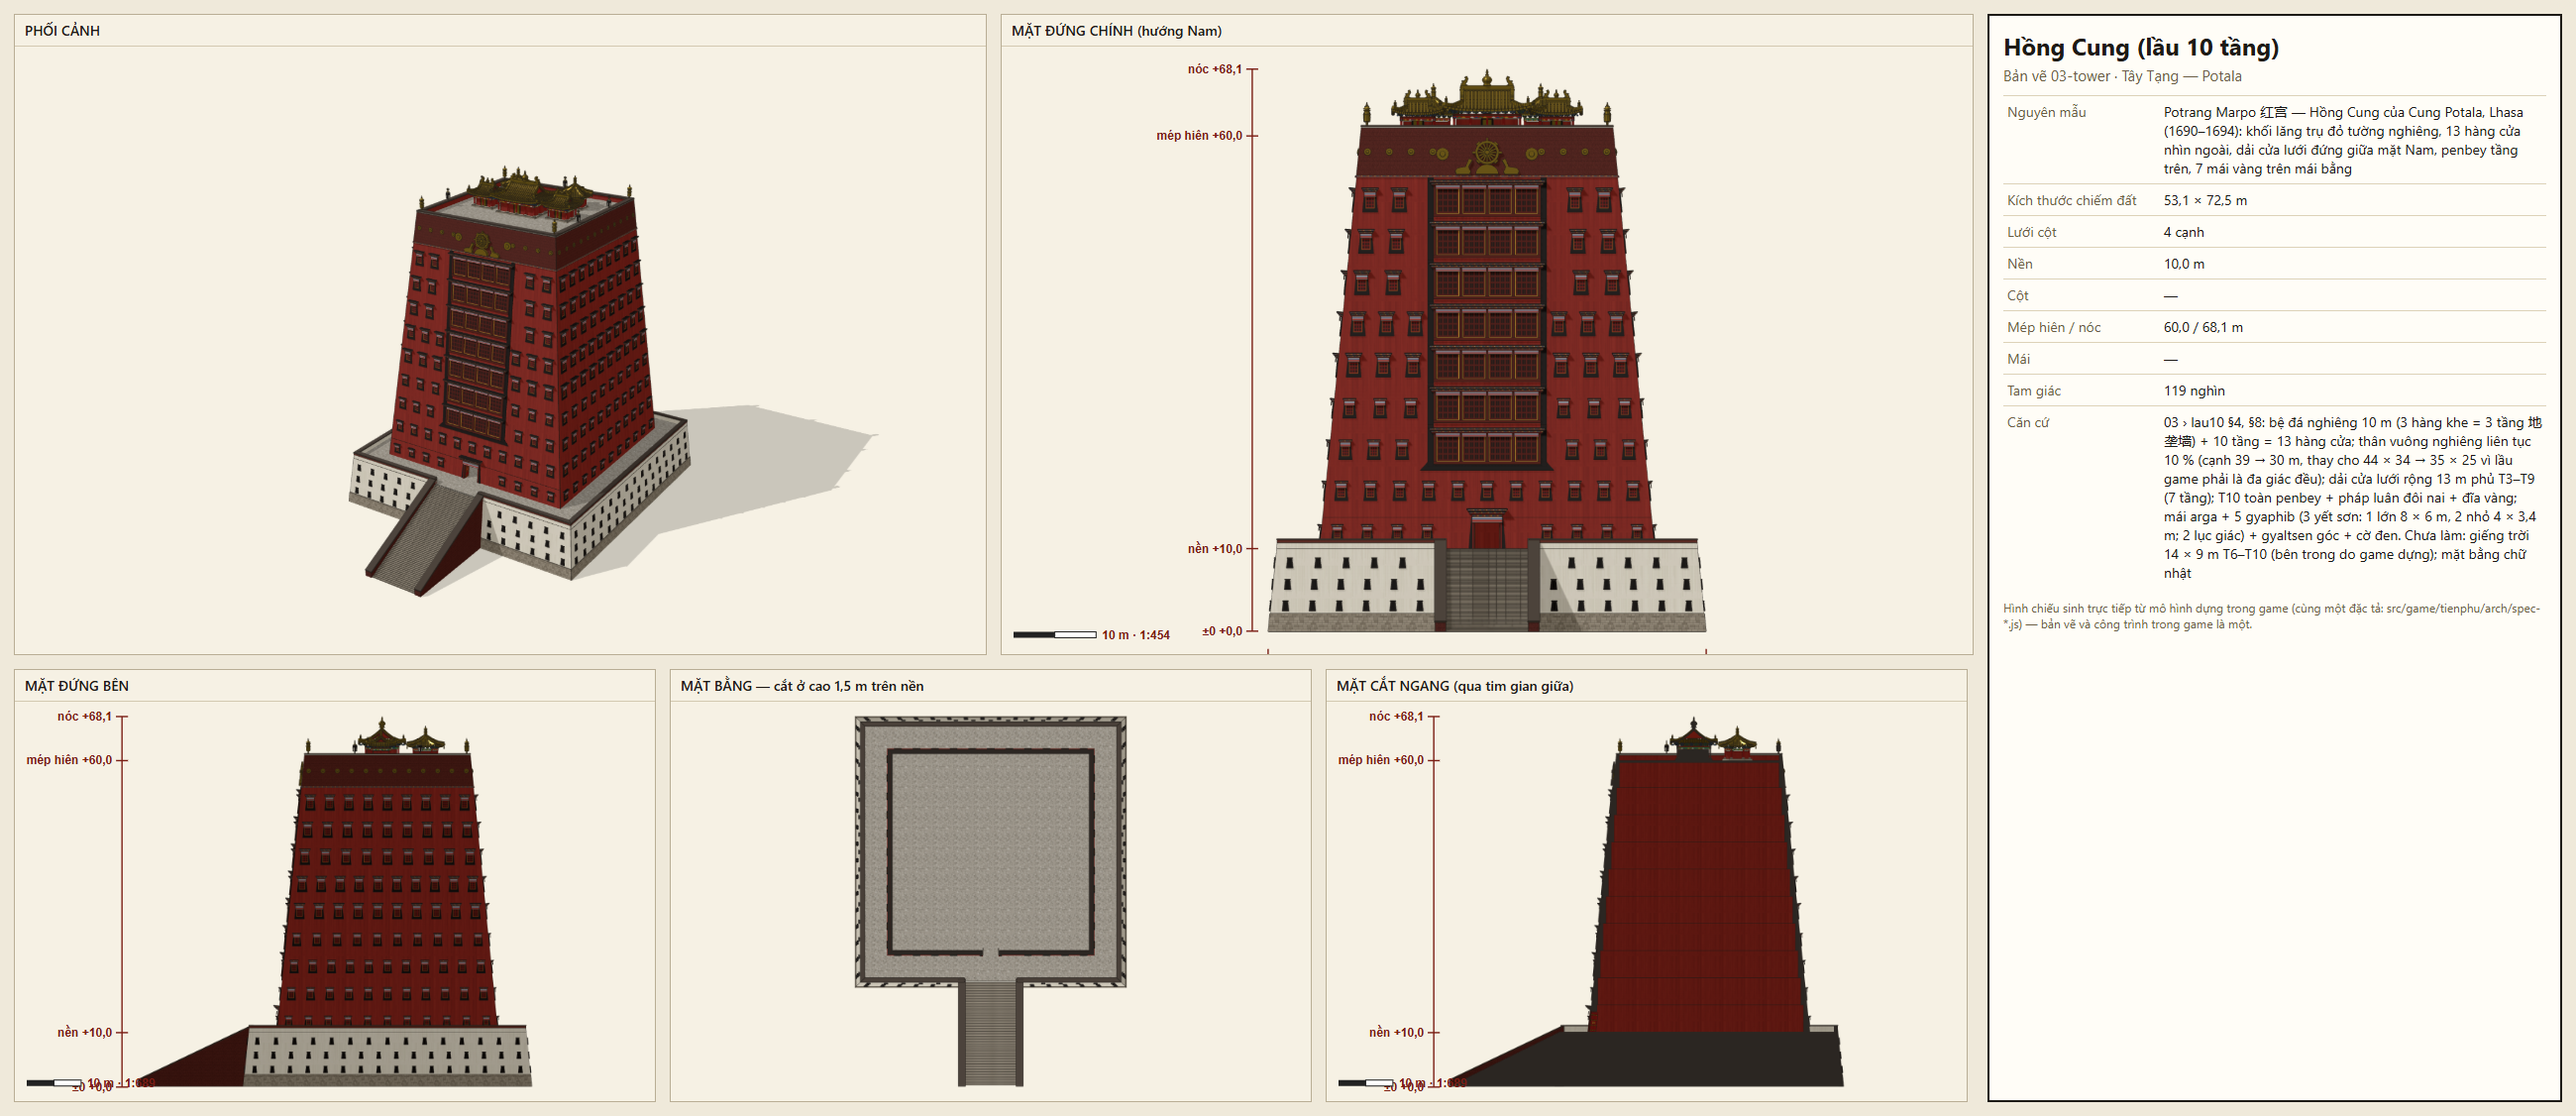 PHỐI CẢNH
MẶT ĐỨNG CHÍNH (hướng Nam)
nóc +68,1
mép hiên +60,0
nền +10,0
±0 +0,0
10 m · 1:454
MẶT ĐỨNG BÊN
nóc +68,1
mép hiên +60,0
nền +10,0
±0 +0,0
10 m
MẶT BẰNG — cắt ở cao 1,5 m trên nền
MẶT CẮT NGANG (qua tim gian giữa)
nóc +68,1
mép hiên +60,0
nền +10,0
±0 +0,0
10 m
Hồng Cung (lầu 10 tầng)
Bản vẽ 03-tower · Tây Tạng — Potala
Nguyên mẫu
Potrang Marpo 红宫 — Hồng Cung của Cung Potala, Lhasa
(1690–1694): khối lăng trụ đỏ tường nghiêng, 13 hàng cửa
nhìn ngoài, dải cửa lưới đứng giữa mặt Nam, penbey tầng
trên, 7 mái vàng trên mái bằng
Kích thước chiếm đất
53,1 × 72,5 m
Lưới cột
4 cạnh
Nền
10,0 m
Cột
—
Mép hiên / nóc
60,0 / 68,1 m
Mái
—
Tam giác
119 nghìn
Căn cứ
03 › lau10 §4, §8: bệ đá nghiêng 10 m (3 hàng khe = 3 tầng 地
垄墙) + 10 tầng = 13 hàng cửa; thân vuông nghiêng liên tục
10 % (cạnh 39 → 30 m, thay cho 44 × 34 → 35 × 25 vì lầu
game phải là đa giác đều); dải cửa lưới rộng 13 m phủ T3–T9
(7 tầng); T10 toàn penbey + pháp luân đôi nai + đĩa vàng;
mái arga + 5 gyaphib (3 yết sơn: 1 lớn 8 × 6 m, 2 nhỏ 4 × 3,4
m; 2 lục giác) + gyaltsen góc + cờ đen. Chưa làm: giếng trời
14 × 9 m T6–T10 (bên trong do game dựng); mặt bằng chữ
nhật
Hình chiếu sinh trực tiếp từ mô hình dựng trong game (cùng một đặc tả: src/game/tienphu/arch/spec-
*.js) — bản vẽ và công trình trong game là một.